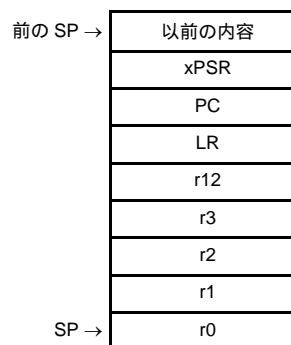 前の SP → 以前の内容
xPSR
PC
LR
r12
r3
r2
r1
SP → r0